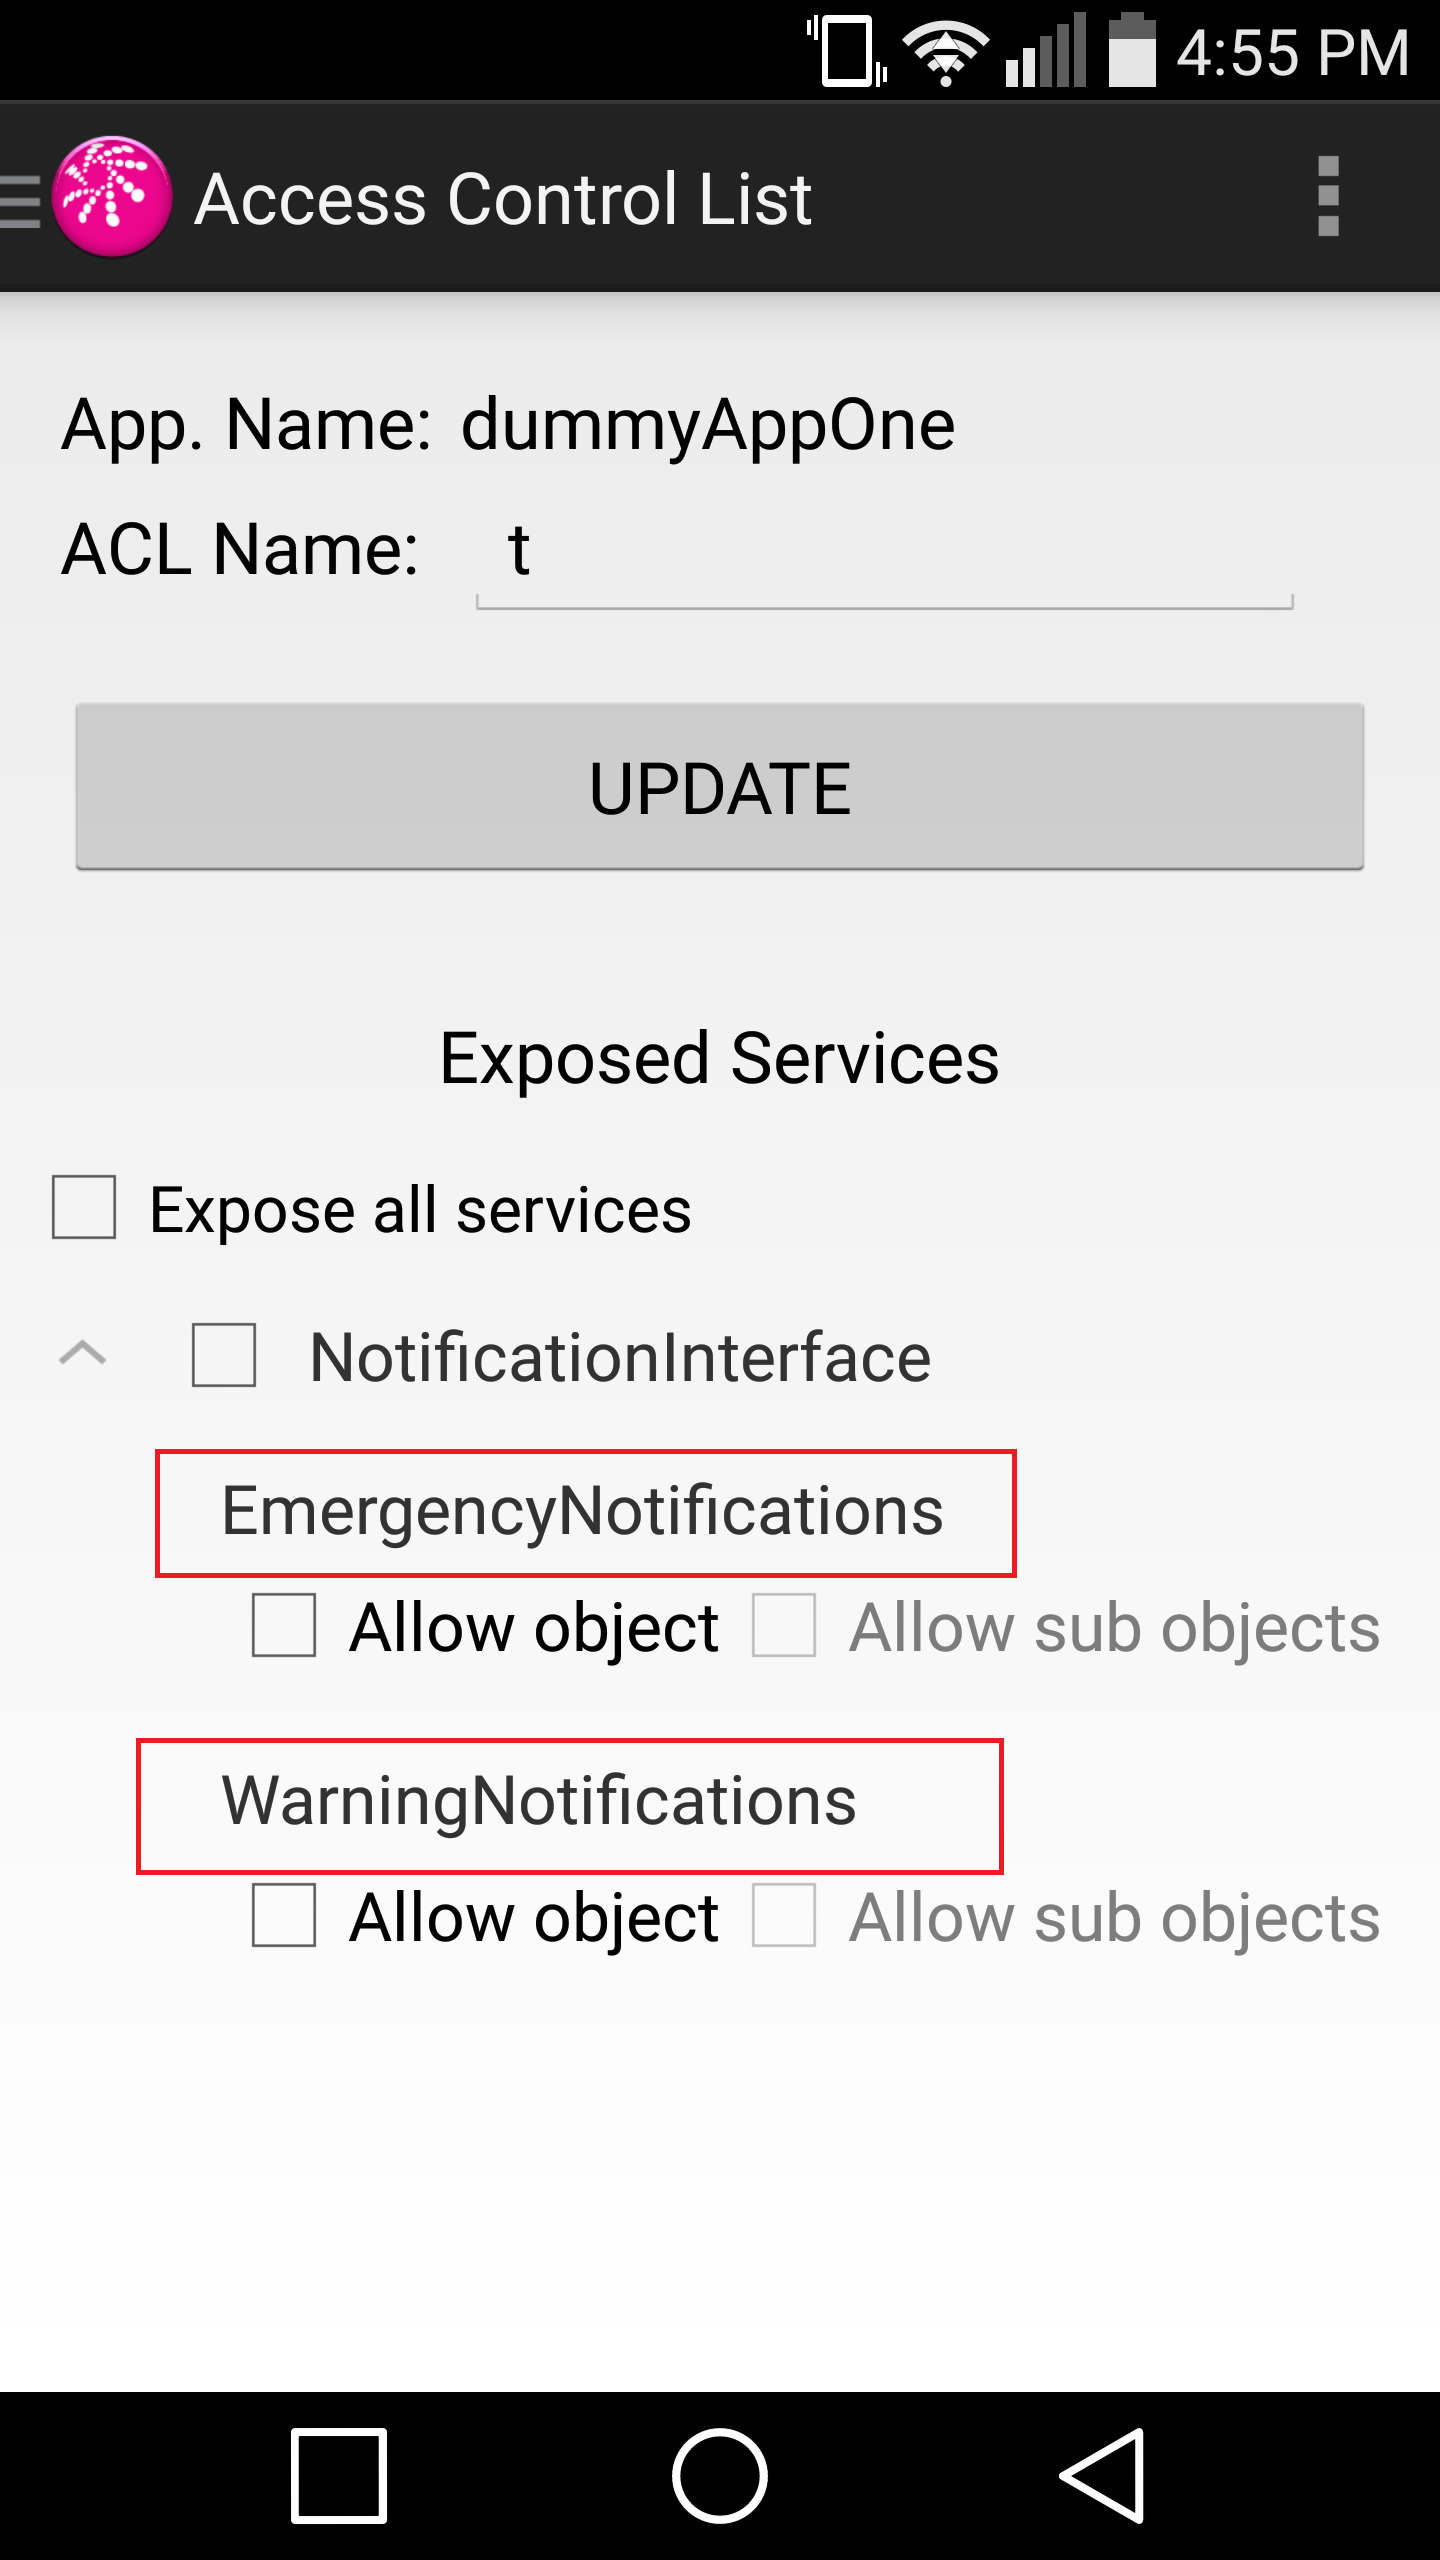 4:55 PM
Access Control List
App. Name: dummyAppOne
ACL Name: t
UPDATE
Exposed Services
Expose all services
NotificationInterface
EmergencyNotifications
Allow object Allow sub objects
WarningNotifications
Allow object Allow sub objects